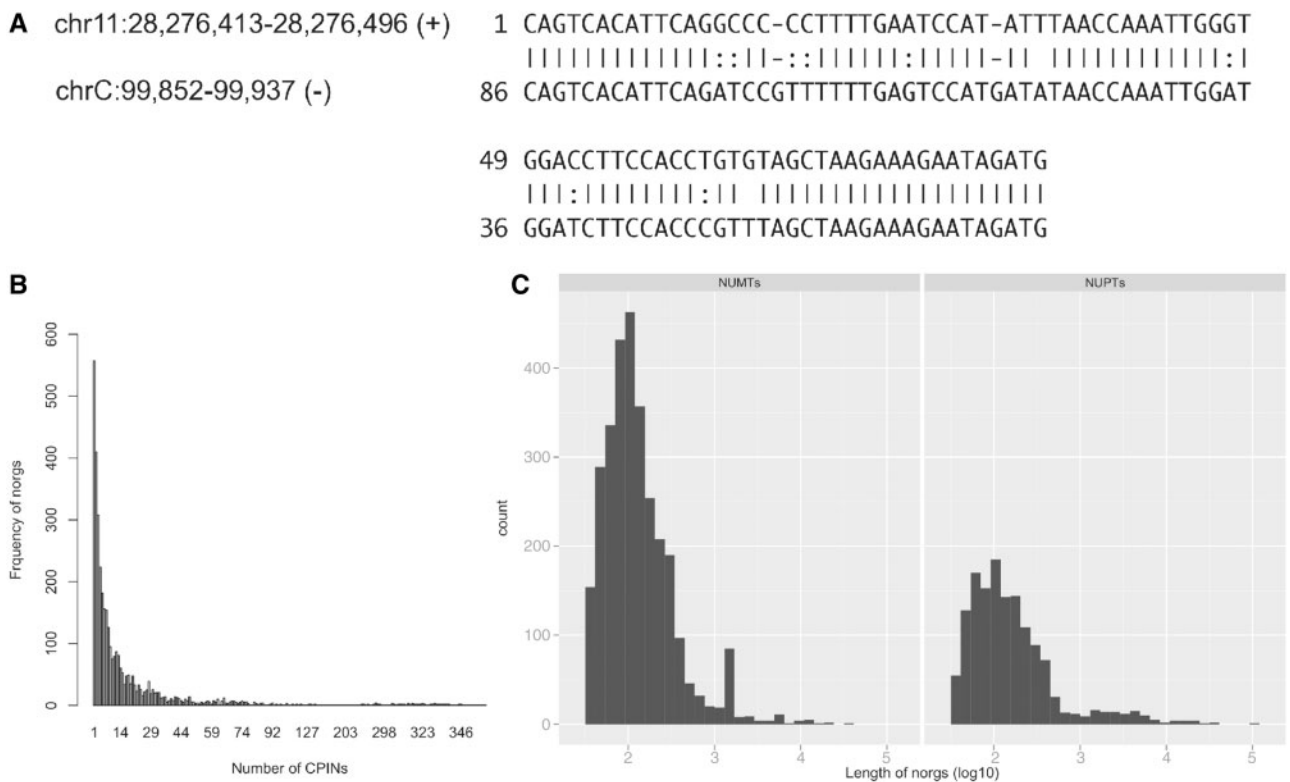 A chr11:28,276,413-28,276,496 (+) 1 CAGTCACATTCAGGCCC-CCTTTTGAATCCAT-ATTTAACCAAATTGGGT
|||||||||||||::||-::||||||:|||||-|| ||||||||||||:|
chrC:99,852-99,937 (-) 86 CAGTCACATTCAGATCCGTTTTTTGAGTCCATGATATAACCAAATTGGAT
49 GGACCTTCCACCTGTGTAGCTAAGAAAGAATAGATG
|||:||||||||:|| ||||||||||||||||||||
36 GGATCTTCCACCCGTTTAGCTAAGAAAGAATAGATG
B
Frquency of norgs
600
500
400
300
200
100
0
1 14 29 44 59 74 92 127 203 298 323 346
Number of CPINs
C
NUMTs NUPTs
count
400
300
200
100
0
2 3 4 5 2 3 4 5
Length of norgs (log10)